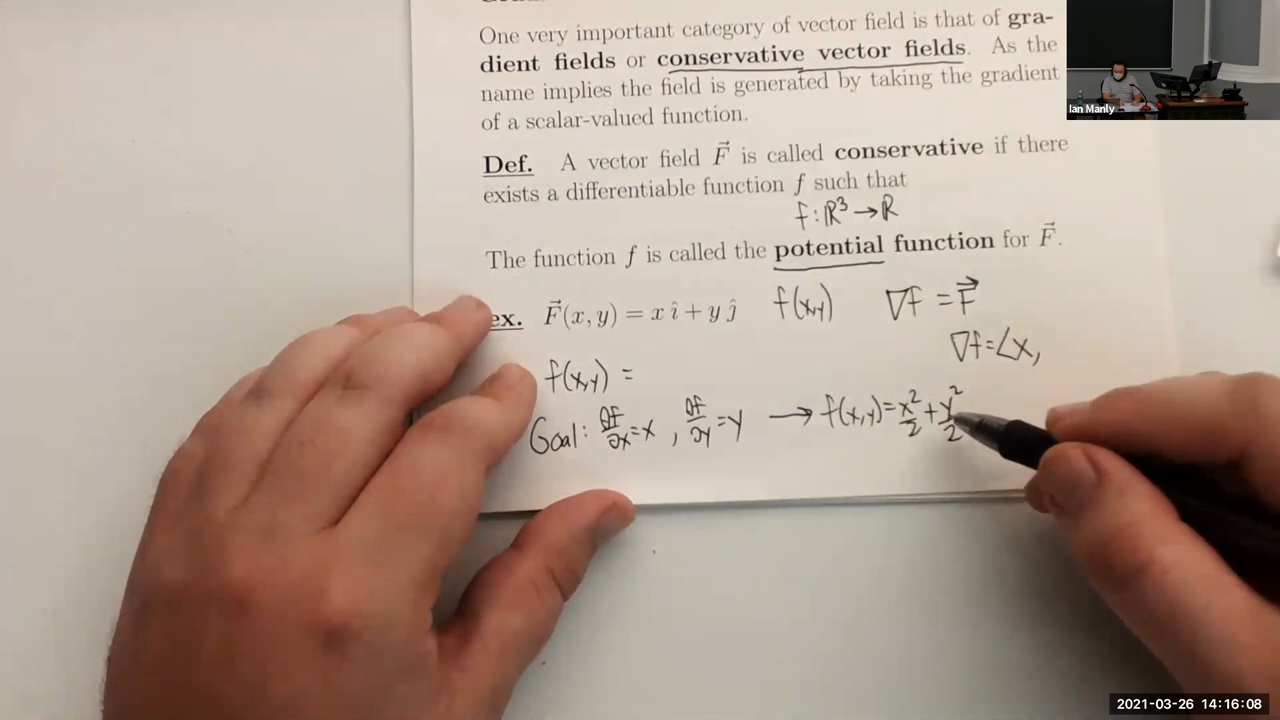 One very important category of vector field is that of gra-
dient fields or conservative vector fields. As the
name implies the field is generated by taking the gradient
of a scalar-valued function.
Def. A vector field F⃗ is called conservative if there
exists a differentiable function f such that
f : ℝ³ → ℝ
The function f is called the potential function for F⃗.
ex. F⃗(x, y) = x î + y ĵ f(x,y) ∇f = F⃗
∇f = ⟨x,
f(x,y) =
Goal: ∂f/∂x = x , ∂f/∂y = y → f(x,y) = x²/2 + y²/2
Ian Manly
2021-03-26 14:16:08